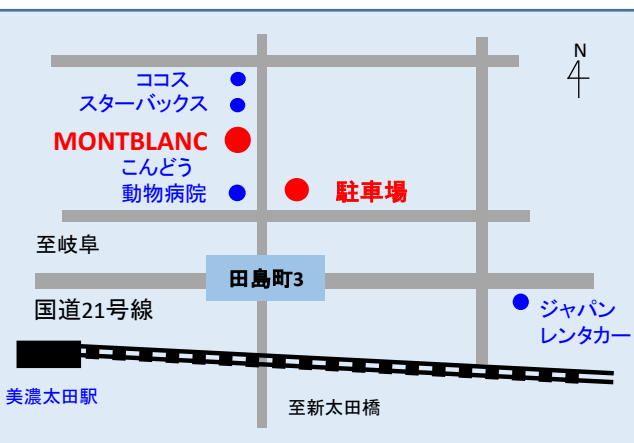 N
ココス
スターバックス
MONTBLANC
こんどう
動物病院
駐車場
至岐阜
田島町3
国道21号線
ジャパン
レンタカー
美濃太田駅
至新太田橋